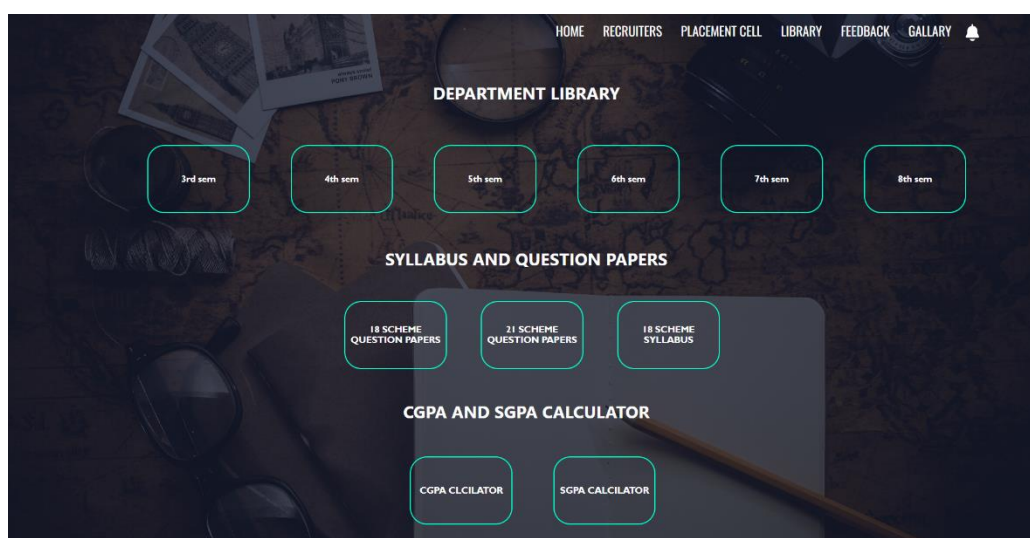 HOME RECRUITERS PLACEMENT CELL LIBRARY FEEDBACK GALLARY
DEPARTMENT LIBRARY
3rd sem 4th sem 5th sem 6th sem 7th sem 8th sem
SYLLABUS AND QUESTION PAPERS
18 SCHEME
QUESTION PAPERS
21 SCHEME
QUESTION PAPERS
18 SCHEME
SYLLABUS
CGPA AND SGPA CALCULATOR
CGPA CLCILATOR SGPA CALCILATOR